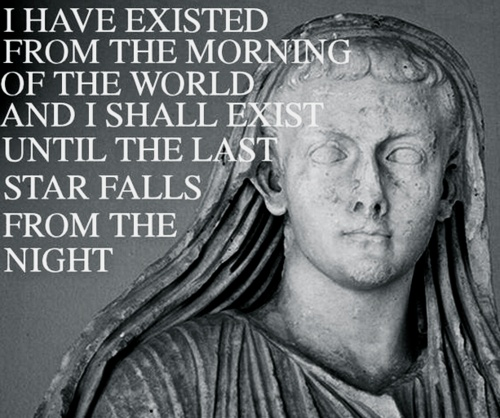 I HAVE EXISTED
FROM THE MORNING
OF THE WORLD
AND I SHALL EXIST
UNTIL THE LAST
STAR FALLS
FROM THE
NIGHT